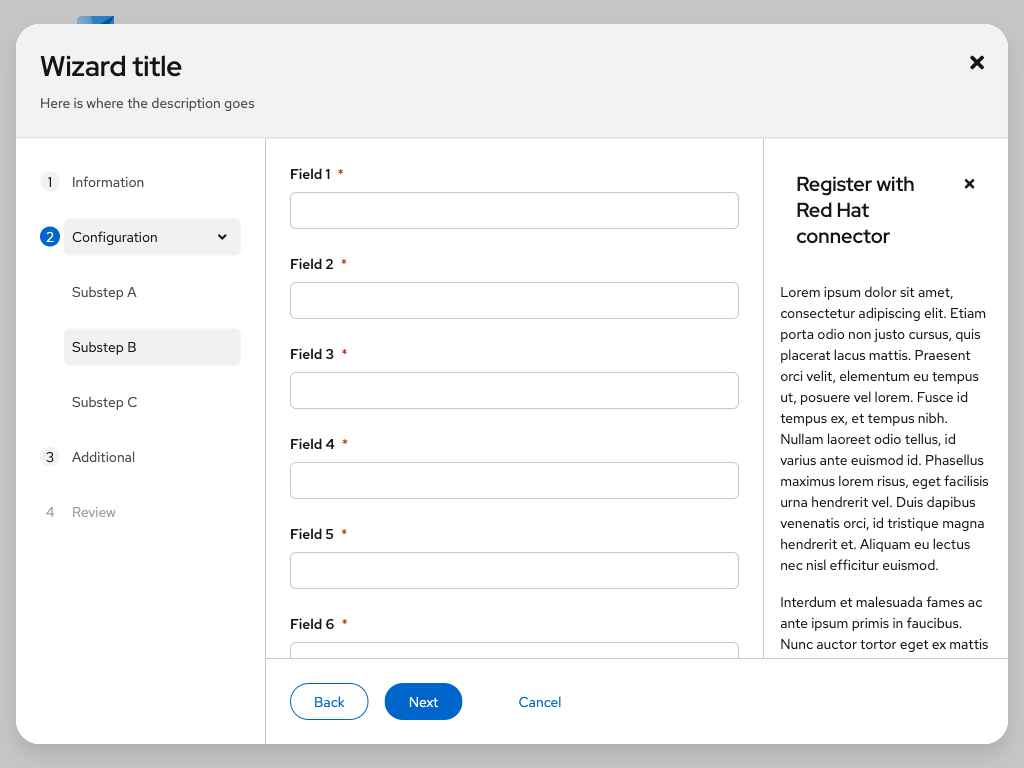 Wizard title
Here is where the description goes
1 Information
2 Configuration
Substep A
Substep B
Substep C
3 Additional
4 Review
Field 1 *
Field 2 *
Field 3 *
Field 4 *
Field 5 *
Field 6 *
Register with
Red Hat
connector
Lorem ipsum dolor sit amet,
consectetur adipiscing elit. Etiam
porta odio non justo cursus, quis
placerat lacus mattis. Praesent
orci velit, elementum eu tempus
ut, posuere vel lorem. Fusce id
tempus ex, et tempus nibh.
Nullam laoreet odio tellus, id
varius ante euismod id. Phasellus
maximus lorem risus, eget facilisis
urna hendrerit vel. Duis dapibus
venenatis orci, id tristique magna
hendrerit et. Aliquam eu lectus
nec nisl efficitur euismod.
Interdum et malesuada fames ac
ante ipsum primis in faucibus.
Nunc auctor tortor eget ex mattis
Back Next Cancel